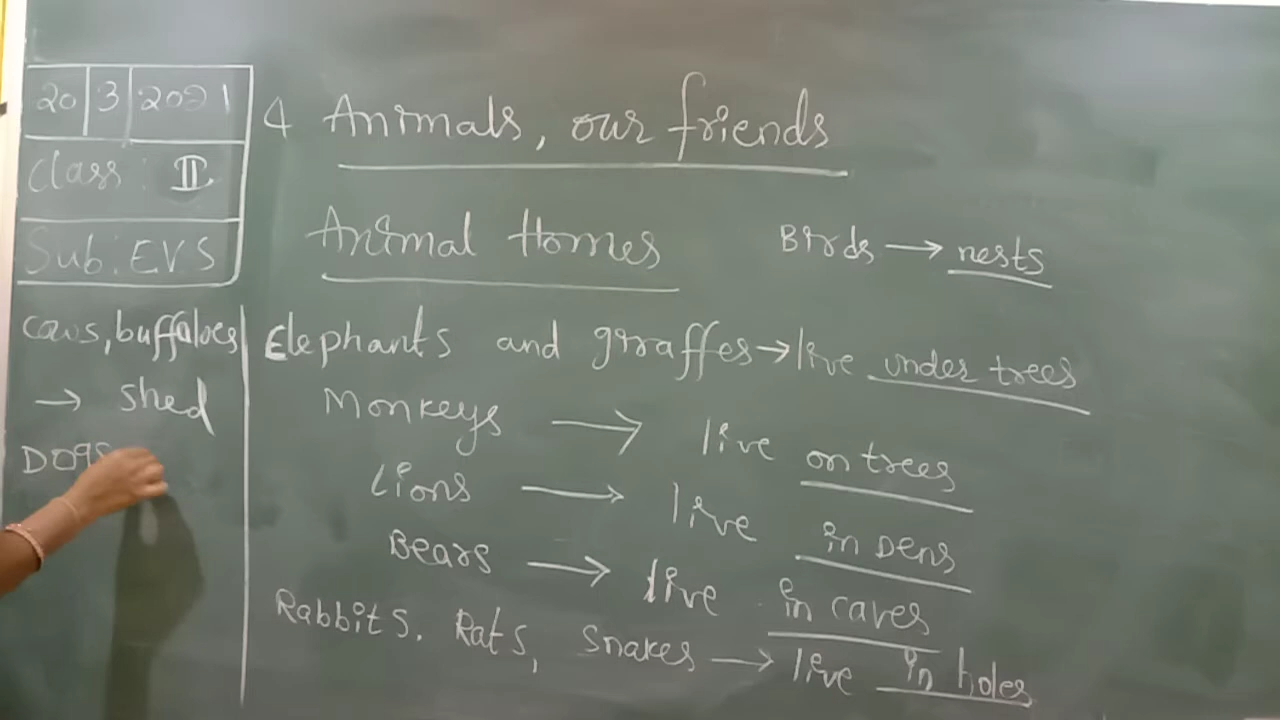 20 3 2021
Class : II
Sub: EVS
4 Animals, our friends
Animal Homes
Birds → nests
Elephants and giraffes → live under trees
Monkeys → live on trees
Lions → live in Dens
Bears → live in caves
Rabbits. Rats, Snakes → live in holes
Cows, buffaloes
→ shed
Dogs